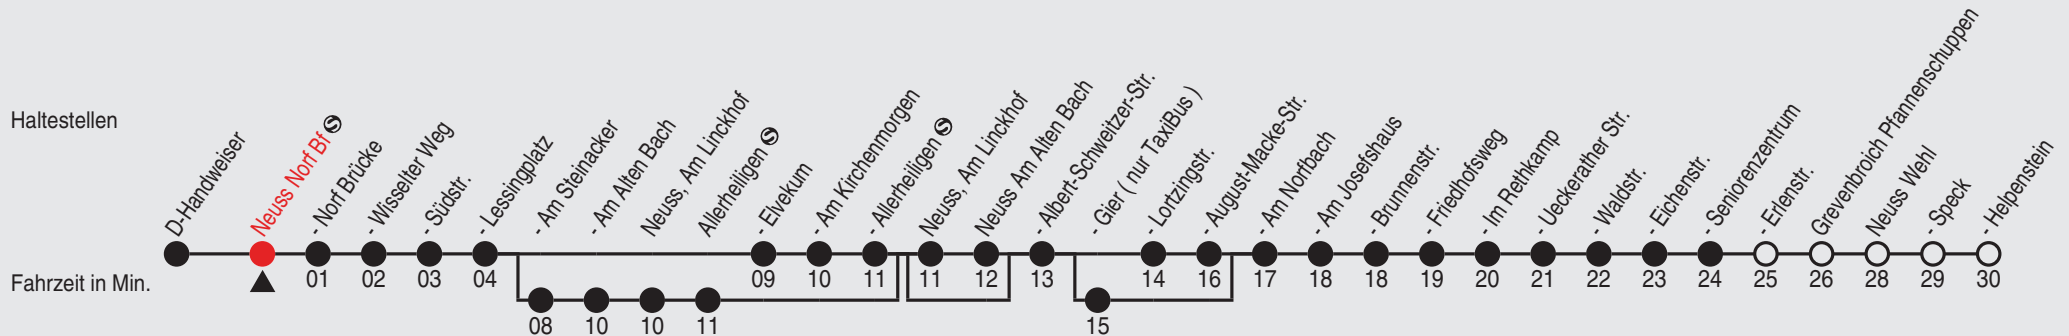 Haltestellen
D-Handweiser
Neuss Norf Bf S
- Norf Brücke
- Wisselter Weg
- Südstr.
- Lessingplatz
- Am Steinacker
- Am Alten Bach
Neuss, Am Linckhof
Allerheiligen S
- Elvekum
- Am Kirchenmorgen
- Allerheiligen S
Neuss, Am Linckhof
Neuss Am Alten Bach
- Albert-Schweitzer-Str.
- Gier ( nur TaxiBus )
- Lortzingstr.
- August-Macke-Str.
- Am Norfbach
- Am Josefshaus
- Brunnenstr.
- Friedhofsweg
- Im Rethkamp
- Ueckerather Str.
- Waldstr.
- Eichenstr.
- Seniorenzentrum
- Erlenstr.
Grevenbroich Pfannenschuppen
Neuss Wehl
- Speck
- Helpenstein
Fahrzeit in Min.
01 02 03 04 09 10 11 11 12 13 14 16 17 18 18 19 20 21 22 23 24 25 26 28 29 30
08 10 10 11 15